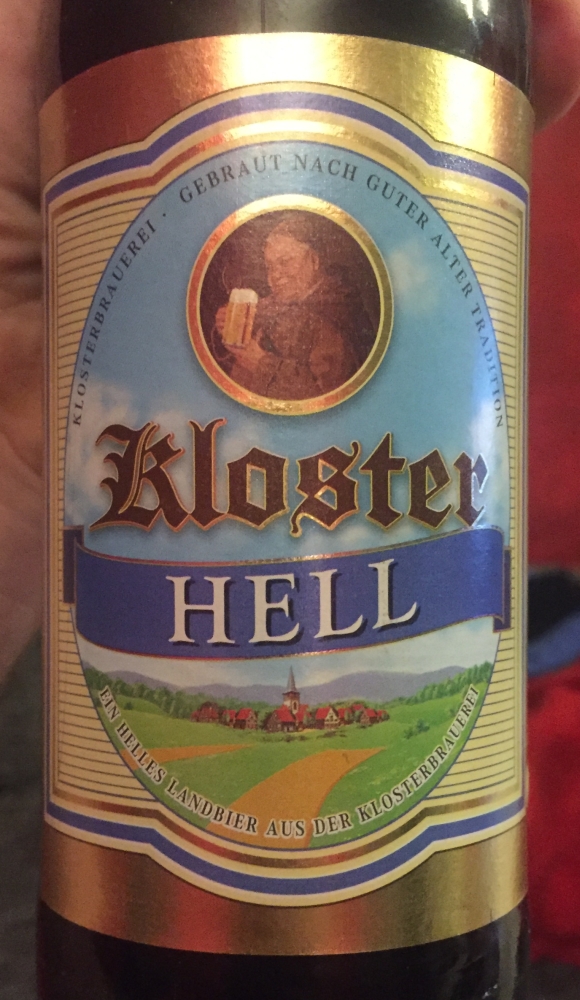 KLOSTERBRAUEREI · GEBRAUT NACH GUTER ALTER TRADITION
Kloster
HELL
EIN HELLES LANDBIER AUS DER KLOSTERBRAUEREI